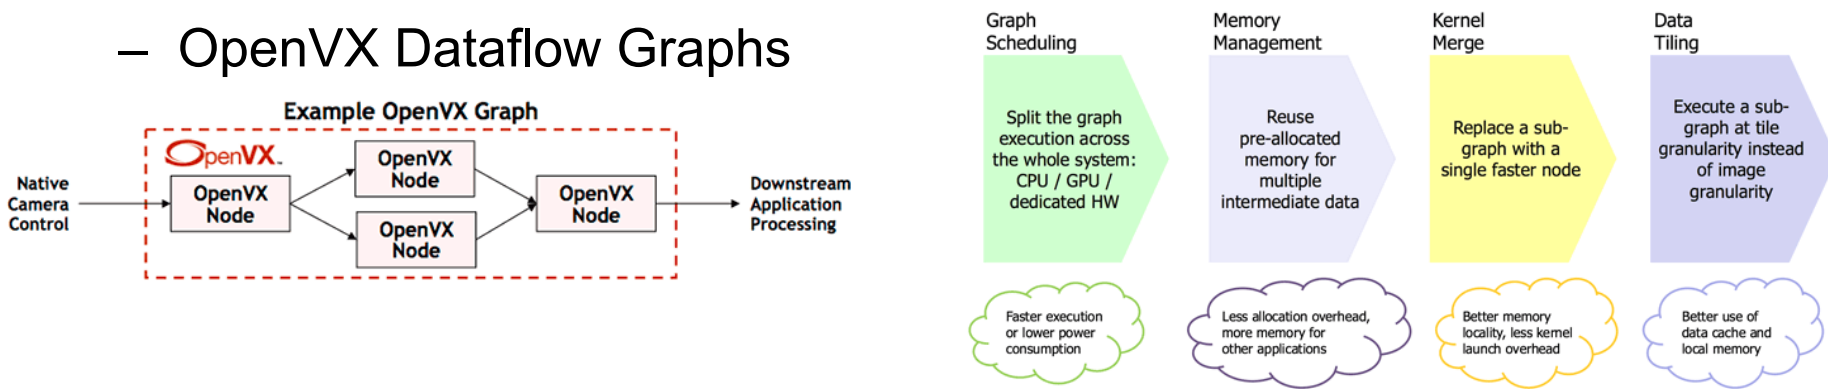 – OpenVX Dataflow Graphs
Example OpenVX Graph
OpenVX™
Native
Camera
Control
OpenVX
Node
OpenVX
Node
OpenVX
Node
OpenVX
Node
Downstream
Application
Processing
Graph
Scheduling
Split the graph
execution across
the whole system:
CPU / GPU /
dedicated HW
Faster execution
or lower power
consumption
Memory
Management
Reuse
pre-allocated
memory for
multiple
intermediate data
Less allocation overhead,
more memory for
other applications
Kernel
Merge
Replace a sub-
graph with a
single faster node
Better memory
locality, less kernel
launch overhead
Data
Tiling
Execute a sub-
graph at tile
granularity instead
of image
granularity
Better use of
data cache and
local memory